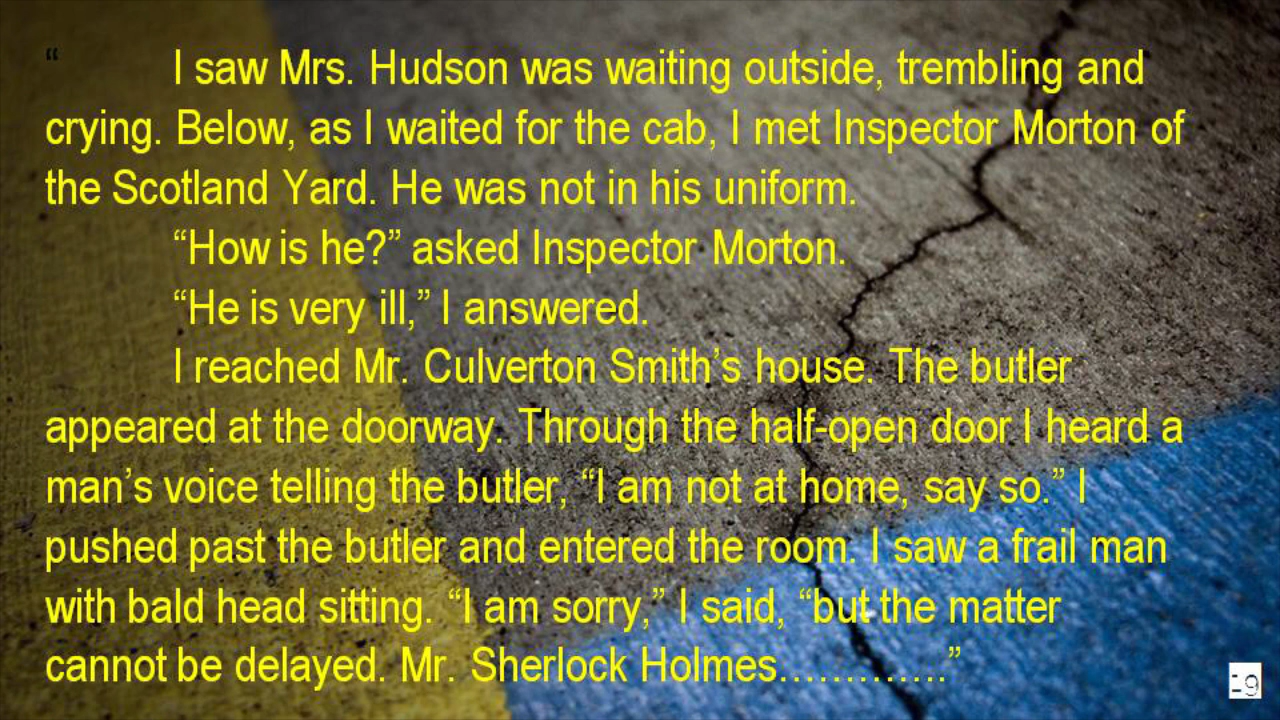 “ I saw Mrs. Hudson was waiting outside, trembling and
crying. Below, as I waited for the cab, I met Inspector Morton of
the Scotland Yard. He was not in his uniform.
“How is he?” asked Inspector Morton.
“He is very ill,” I answered.
I reached Mr. Culverton Smith’s house. The butler
appeared at the doorway. Through the half-open door I heard a
man’s voice telling the butler, “I am not at home, say so.” I
pushed past the butler and entered the room. I saw a frail man
with bald head sitting. “I am sorry,” I said, “but the matter
cannot be delayed. Mr. Sherlock Holmes………….”